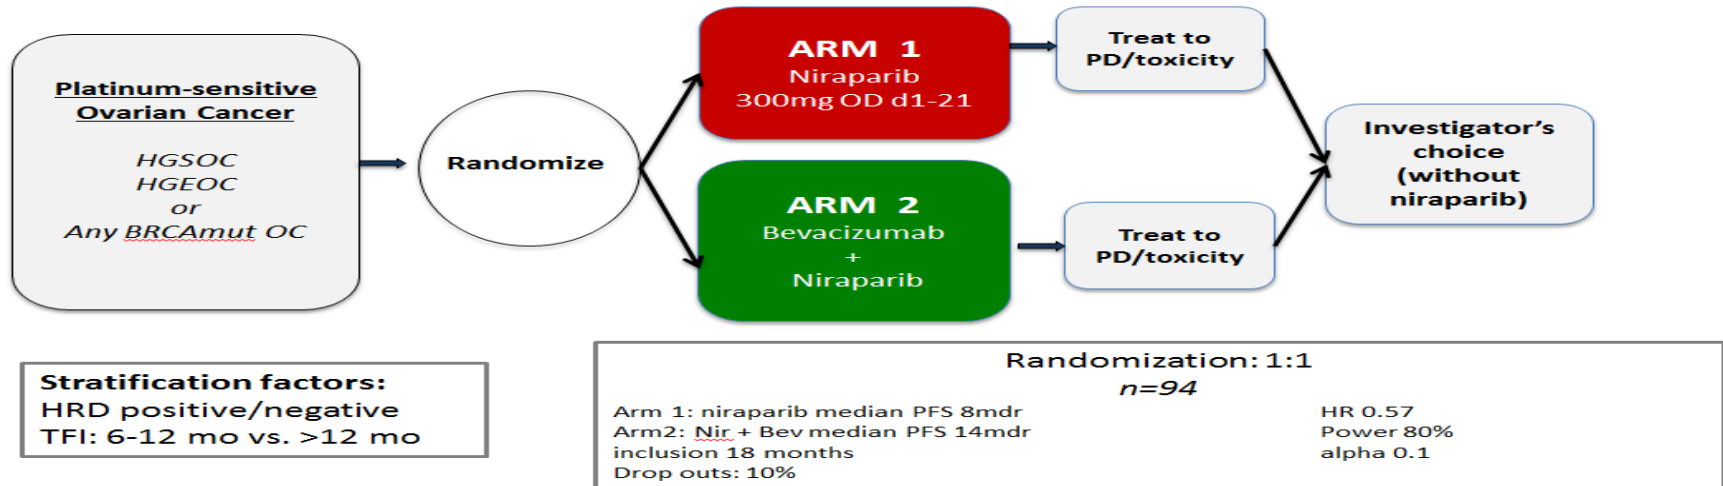 Platinum-sensitive
Ovarian Cancer
HGSOC
HGEOC
or
Any BRCAmut OC
Randomize
ARM 1
Niraparib
300mg OD d1-21
ARM 2
Bevacizumab
+
Niraparib
Treat to
PD/toxicity
Treat to
PD/toxicity
Investigator's
choice
(without
niraparib)
Stratification factors:
HRD positive/negative
TFI: 6-12 mo vs. >12 mo
Randomization: 1:1
n=94
Arm 1: niraparib median PFS 8mdr
Arm2: Nir + Bev median PFS 14mdr
inclusion 18 months
Drop outs: 10%
HR 0.57
Power 80%
alpha 0.1